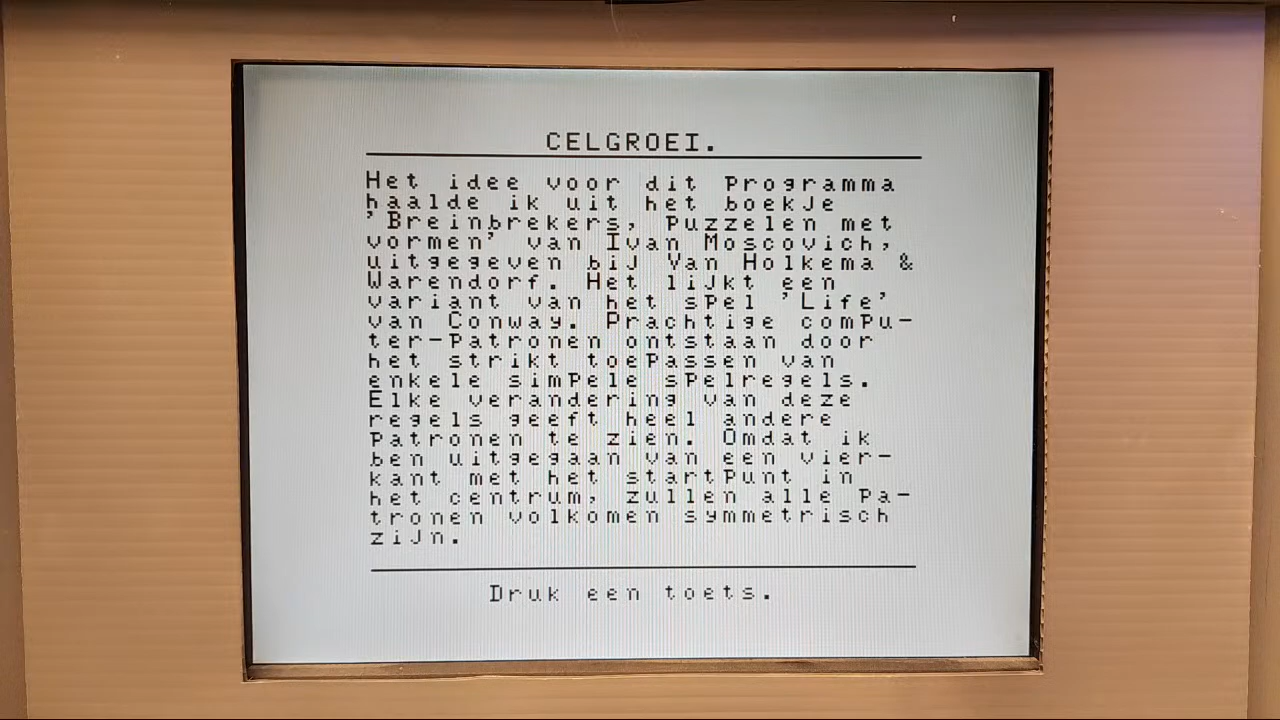 CELGROEI.
Het idee voor dit programma
haalde ik uit het boekje
'Breinbrekers, Puzzelen met
vormen' van Ivan Moscovich,
uitgegeven bij Van Holkema &
Warendorf. Het lijkt een
variant van het spel 'Life'
van Conway. Prachtige compu-
ter-patronen ontstaan door
het strikt toepassen van
enkele simpele spelregels.
Elke verandering van deze
regels geeft heel andere
patronen te zien. Omdat ik
ben uitgegaan van een vier-
kant met het startpunt in
het centrum, zullen alle pa-
tronen volkomen symmetrisch
zijn.
Druk een toets.